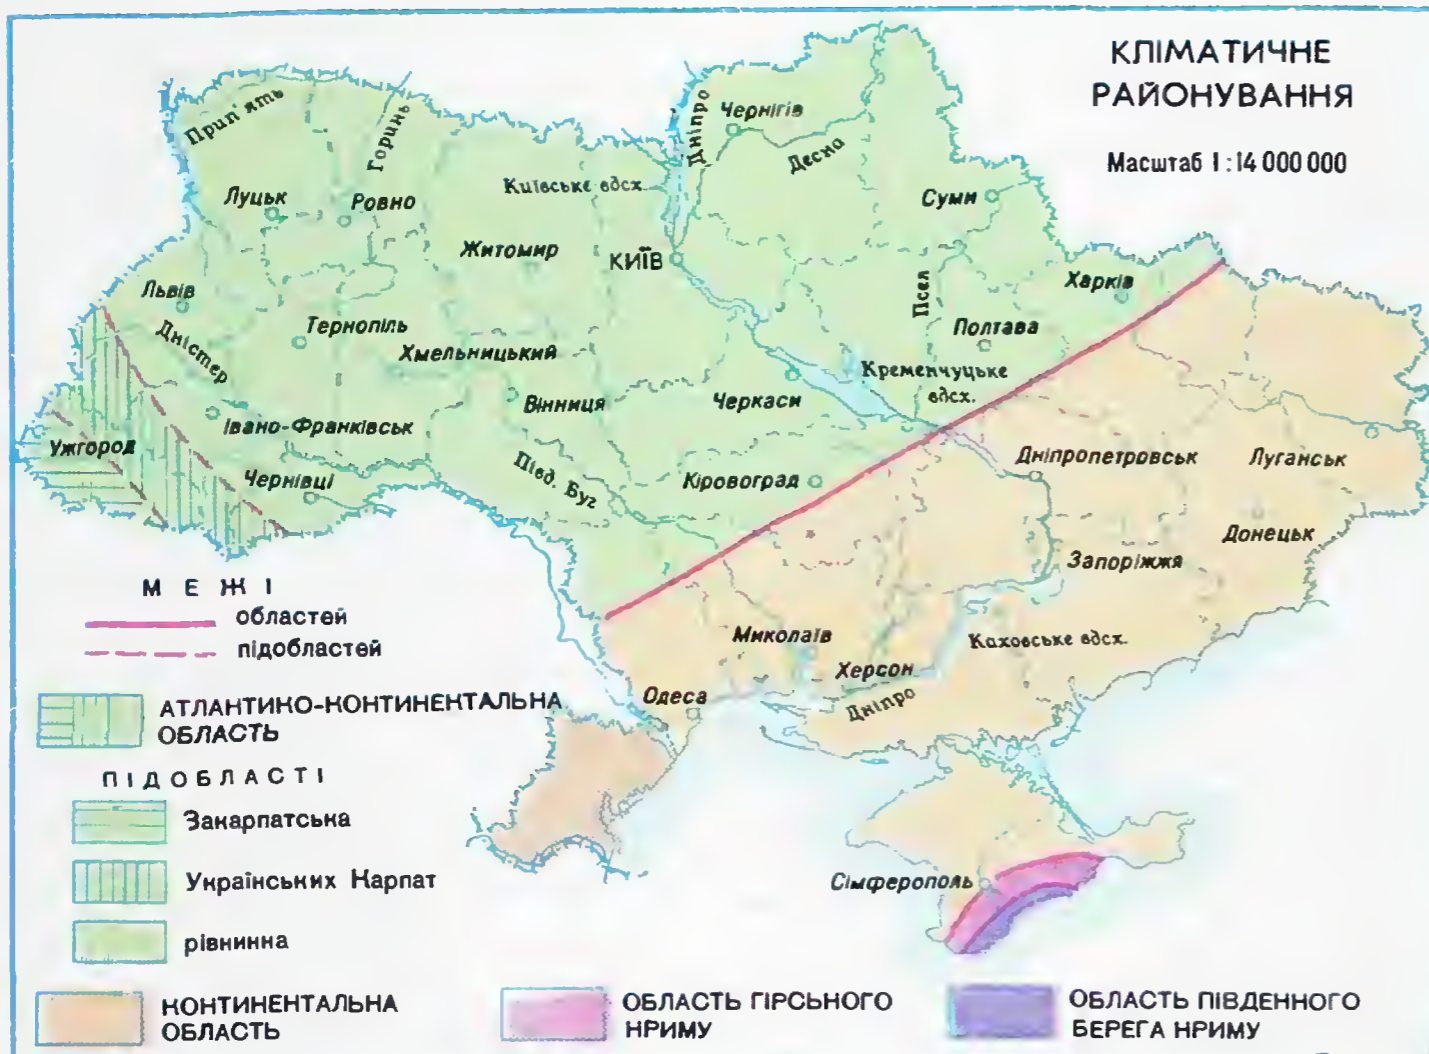 КЛІМАТИЧНЕ
РАЙОНУВАННЯ
Масштаб 1:14 000 000
Прип'ять
Горинь
Дніпро
Чернігів
Десна
Луцьк
Ровно
Київське вдсх.
Суми
Житомир
КИЇВ
Псел
Харків
Львів
Тернопіль
Полтава
Дністер
Хмельницький
Кременчуцьке
вдсх.
Вінниця
Черкаси
Івано-Франківськ
Ужгород
Чернівці
Півд. Буг
Кіровоград
Дніпропетровськ
Луганськ
Донецьк
Запоріжжя
МЕЖІ
областей
підобластей
Миколаїв
Каховське вдсх.
Херсон
Одеса
Дніпро
АТЛАНТИКО-КОНТИНЕНТАЛЬНА
ОБЛАСТЬ
ПІДОБЛАСТІ
Закарпатська
Українських Карпат
рівнинна
Сімферополь
КОНТИНЕНТАЛЬНА
ОБЛАСТЬ
ОБЛАСТЬ ГІРСЬНОГО
НРИМУ
ОБЛАСТЬ ПІВДЕННОГО
БЕРЕГА НРИМУ